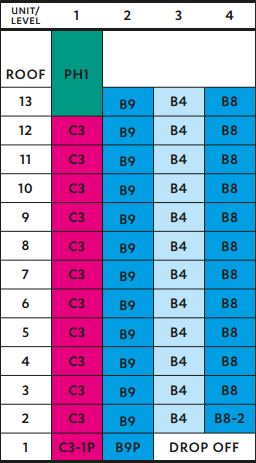 UNIT/ LEVEL 1 2 3 4
ROOF PH1
13 B9 B4 B8
12 C3 B9 B4 B8
11 C3 B9 B4 B8
10 C3 B9 B4 B8
9 C3 B9 B4 B8
8 C3 B9 B4 B8
7 C3 B9 B4 B8
6 C3 B9 B4 B8
5 C3 B9 B4 B8
4 C3 B9 B4 B8
3 C3 B9 B4 B8
2 C3 B9 B4 B8-2
1 C3-1P B9P DROP OFF